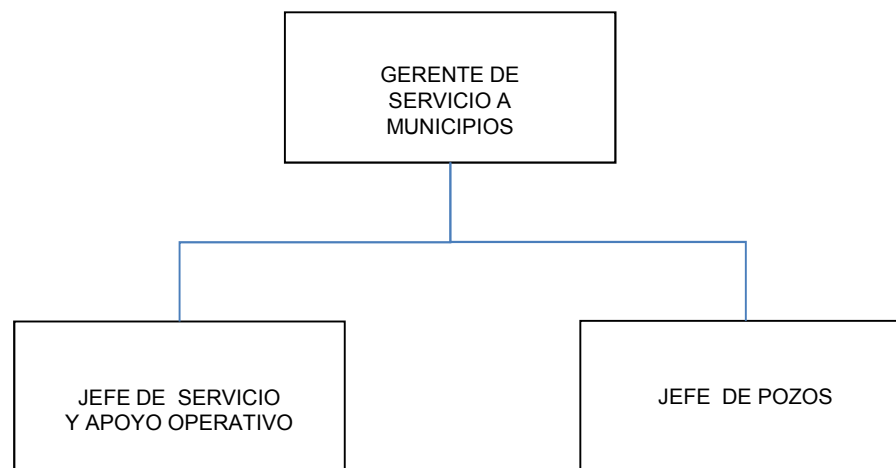 GERENTE DE
SERVICIO A
MUNICIPIOS
JEFE DE SERVICIO
Y APOYO OPERATIVO
JEFE DE POZOS